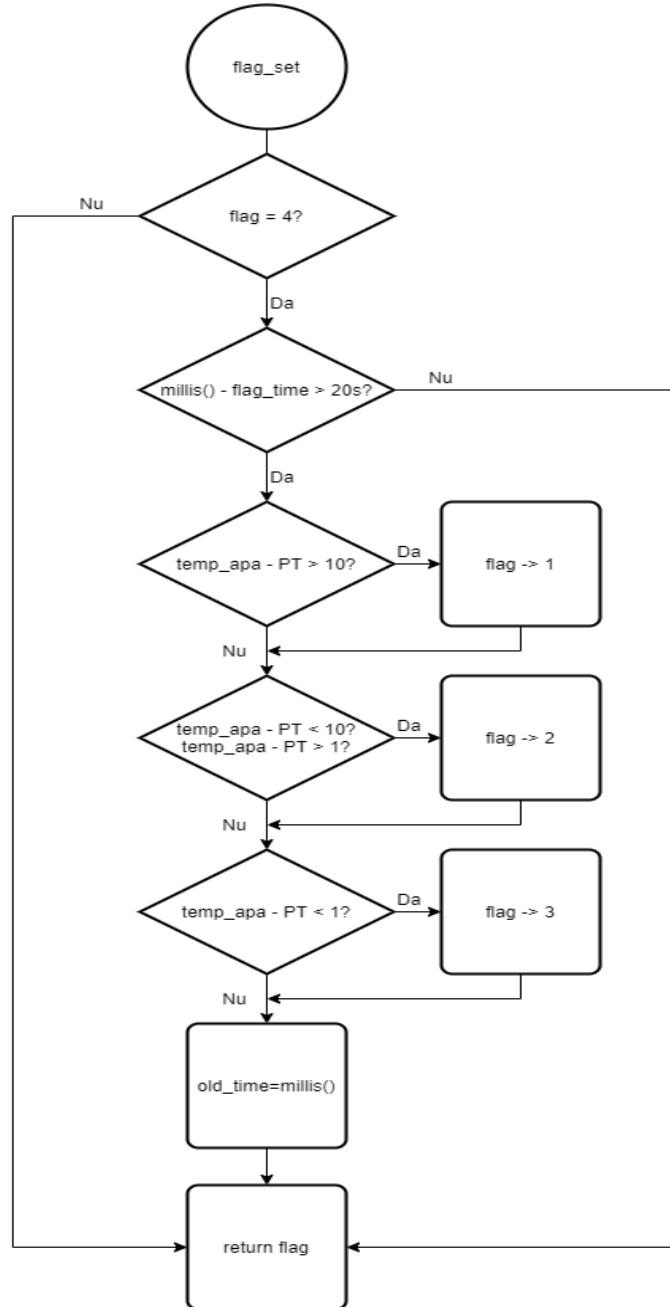 flag_set
Nu
flag = 4?
Da
millis() - flag_time > 20s?
Nu
Da
temp_apa - PT > 10?
Da
flag -> 1
Nu
temp_apa - PT < 10?
temp_apa - PT > 1?
Da
flag -> 2
Nu
temp_apa - PT < 1?
Da
flag -> 3
Nu
old_time=millis()
return flag